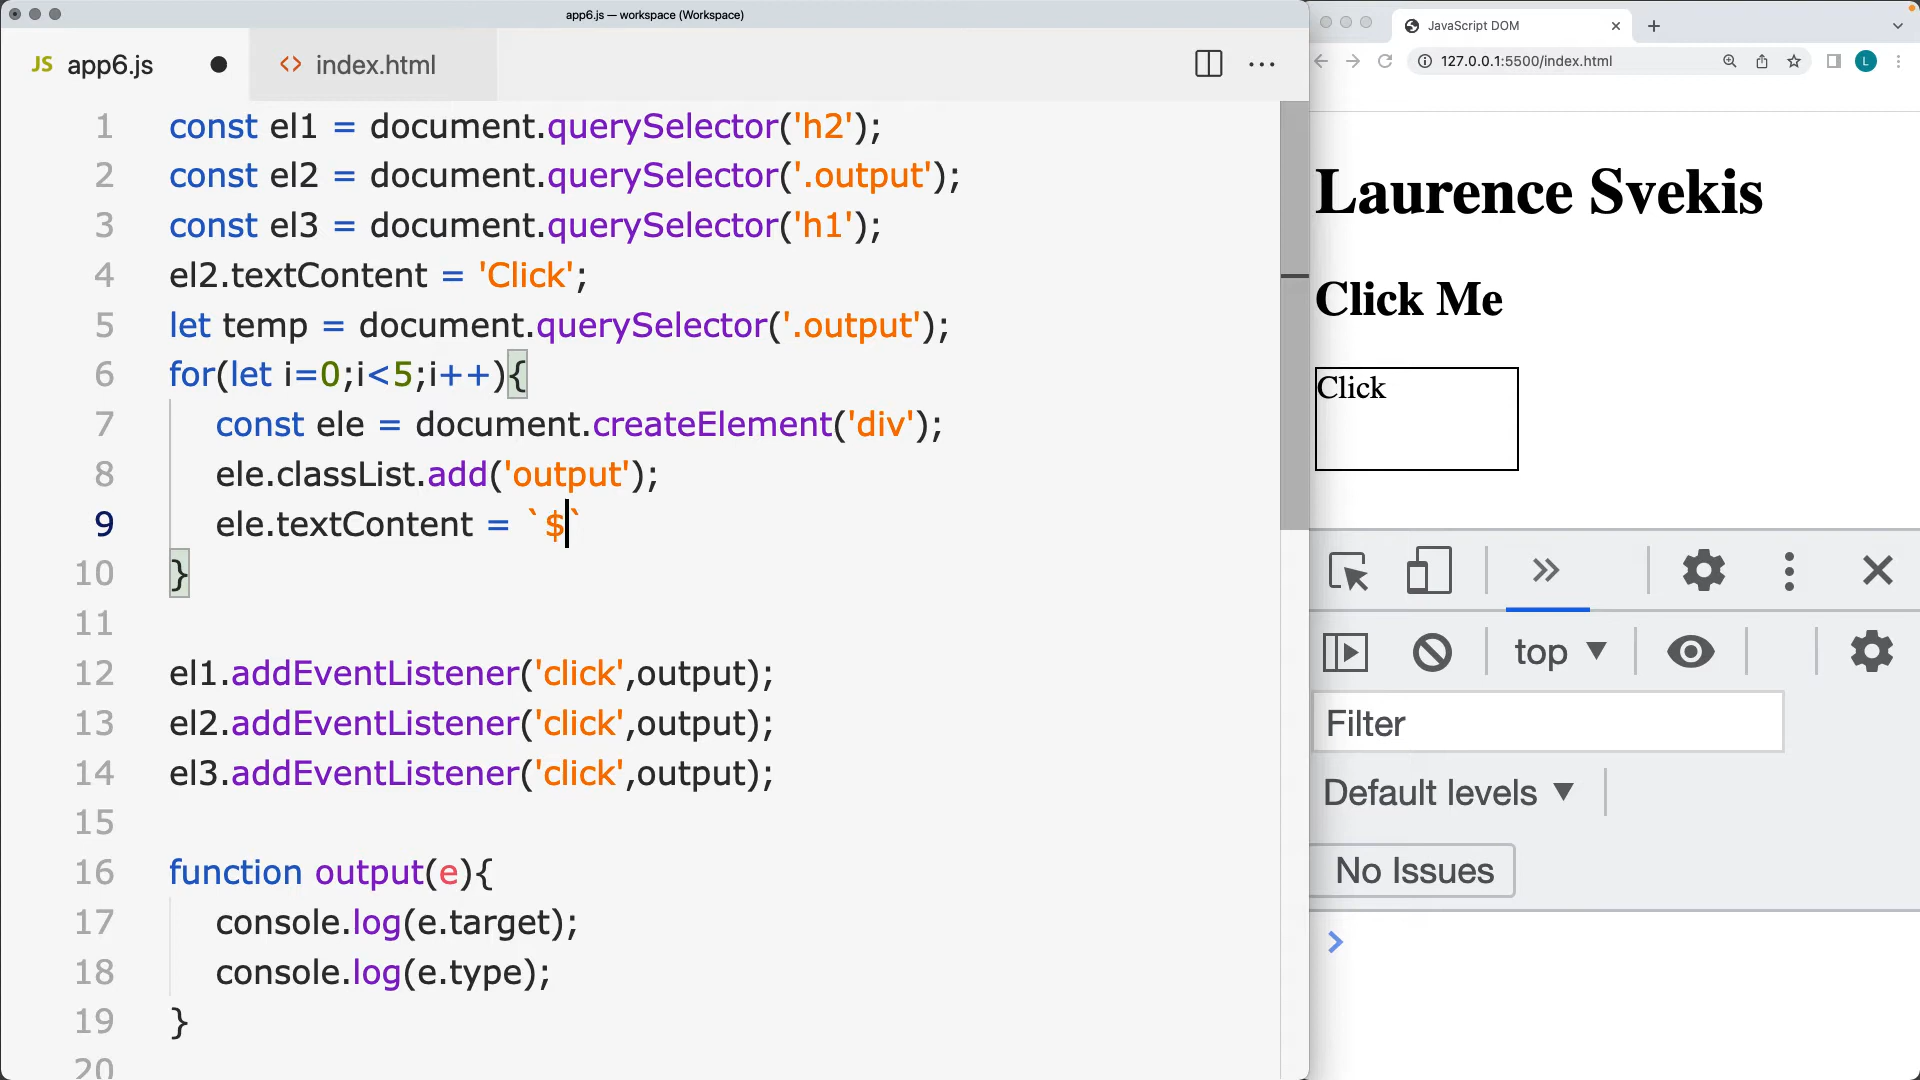 app6.js — workspace (Workspace)
JS app6.js
<> index.html
1 const el1 = document.querySelector('h2');
2 const el2 = document.querySelector('.output');
3 const el3 = document.querySelector('h1');
4 el2.textContent = 'Click';
5 let temp = document.querySelector('.output');
6 for(let i=0;i<5;i++){
7 const ele = document.createElement('div');
8 ele.classList.add('output');
9 ele.textContent = `$`
10 }
11
12 el1.addEventListener('click',output);
13 el2.addEventListener('click',output);
14 el3.addEventListener('click',output);
15
16 function output(e){
17 console.log(e.target);
18 console.log(e.type);
19 }
20
JavaScript DOM
127.0.0.1:5500/index.html
L
Laurence Svekis
Click Me
Click
top
Filter
Default levels
No Issues